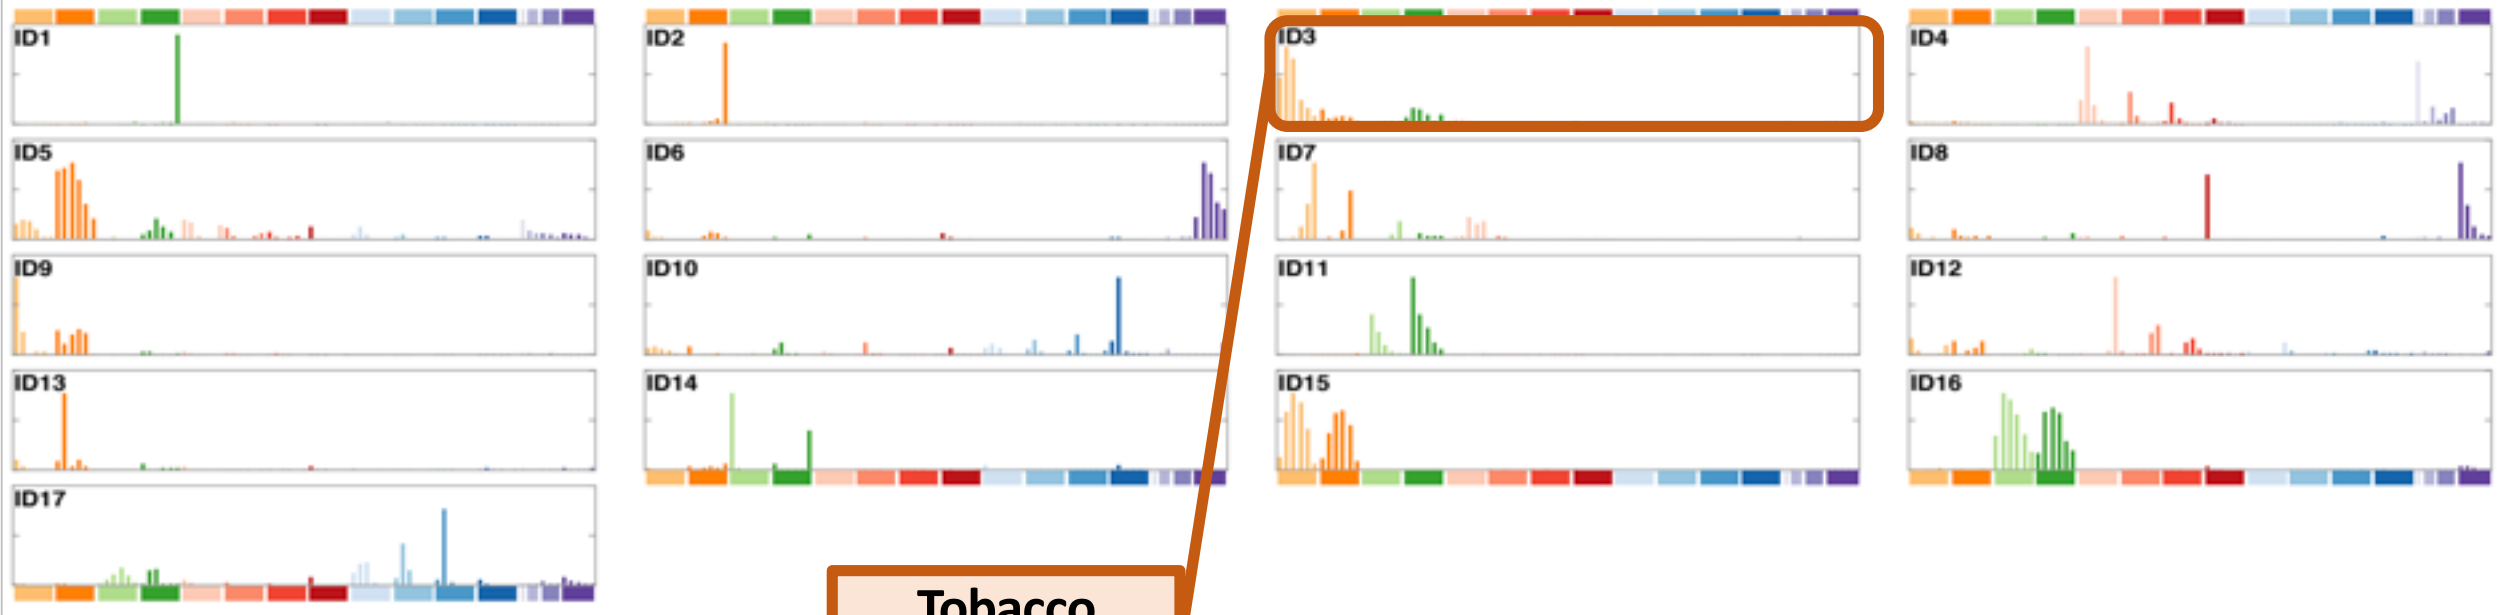 ID1
ID2
ID3
ID4
ID5
ID6
ID7
ID8
ID9
ID10
ID11
ID12
ID13
ID14
ID15
ID16
ID17
Tobacco